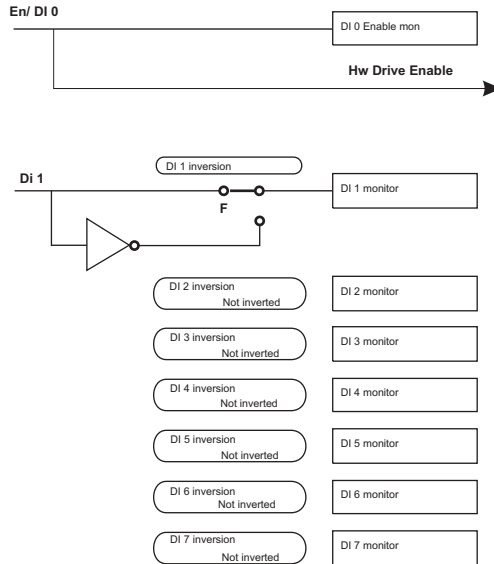 En/ DI 0
DI 0 Enable mon
Hw Drive Enable
DI 1 inversion
Di 1
DI 1 monitor
F
DI 2 inversion
Not inverted
DI 2 monitor
DI 3 inversion
Not inverted
DI 3 monitor
DI 4 inversion
Not inverted
DI 4 monitor
DI 5 inversion
Not inverted
DI 5 monitor
DI 6 inversion
Not inverted
DI 6 monitor
DI 7 inversion
Not inverted
DI 7 monitor